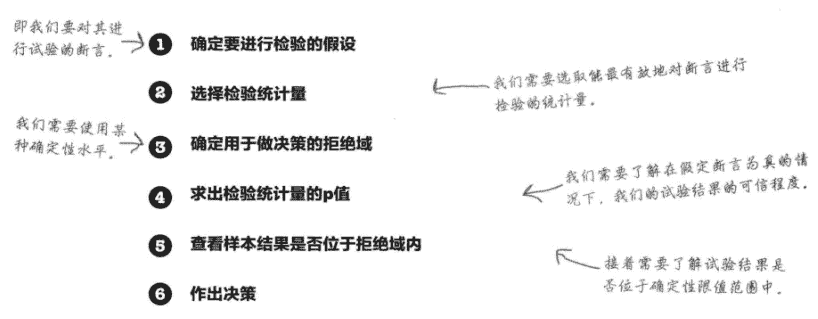 即我们要对其进
行试验的断言。
1 确定要进行检验的假设
2 选择检验统计量
我们需要选取能最有放地对断言进行
检验的统计量。
我们需要使用某
种确定性水平。
3 确定用于做决策的拒绝域
4 求出检验统计量的p值
我们需要了解在假定断言为真的情
况下，我们的试验结果的可信程度。
5 查看样本结果是否位于拒绝域内
接着需要了解试验结果是
否位于确定性限值范围中。
6 作出决策